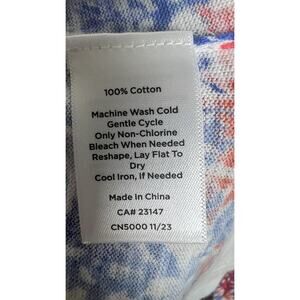 100% Cotton
Machine Wash Cold
Gentle Cycle
Only Non-Chlorine
Bleach When Needed
Reshape, Lay Flat To
Dry
Cool Iron, If Needed
Made in China
CA# 23147
CN5000 11/23